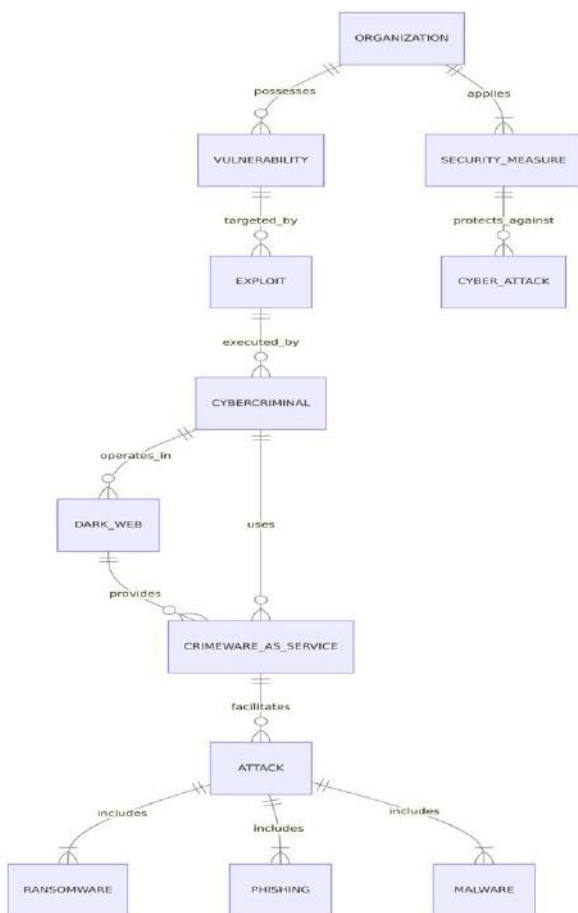 ORGANIZATION
possesses
applies
VULNERABILITY
SECURITY_MEASURE
targeted_by
protects_against
EXPLOIT
CYBER_ATTACK
executed_by
CYBERCRIMINAL
operates_in
DARK_WEB
uses
provides
CRIMEWARE_AS_SERVICE
facilitates
ATTACK
includes
includes
includes
RANSOMWARE
PHISHING
MALWARE